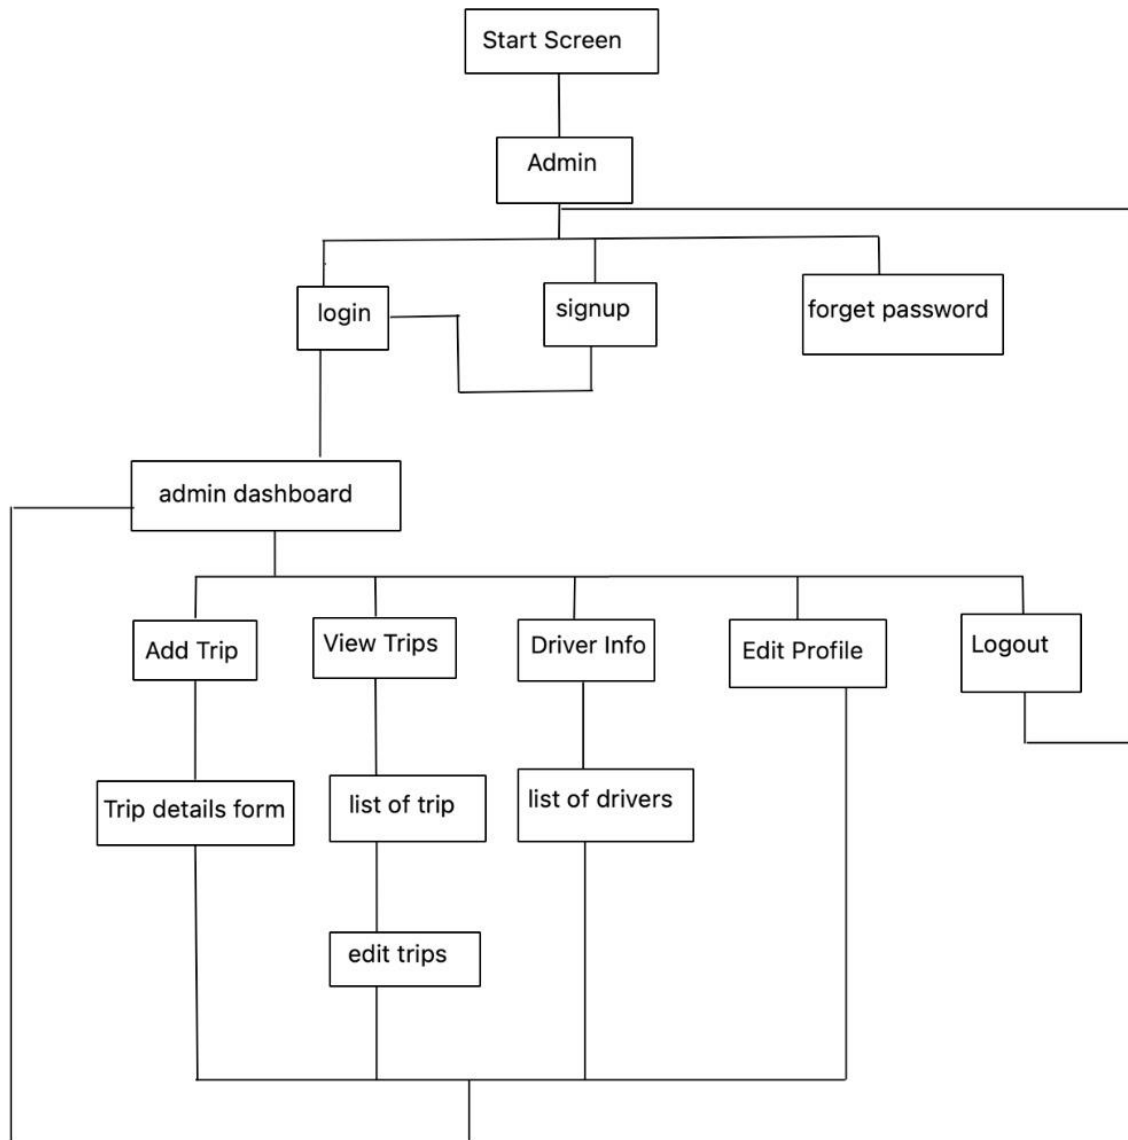 Start Screen
Admin
login
signup
forget password
admin dashboard
Add Trip
View Trips
Driver Info
Edit Profile
Logout
Trip details form
list of trip
list of drivers
edit trips